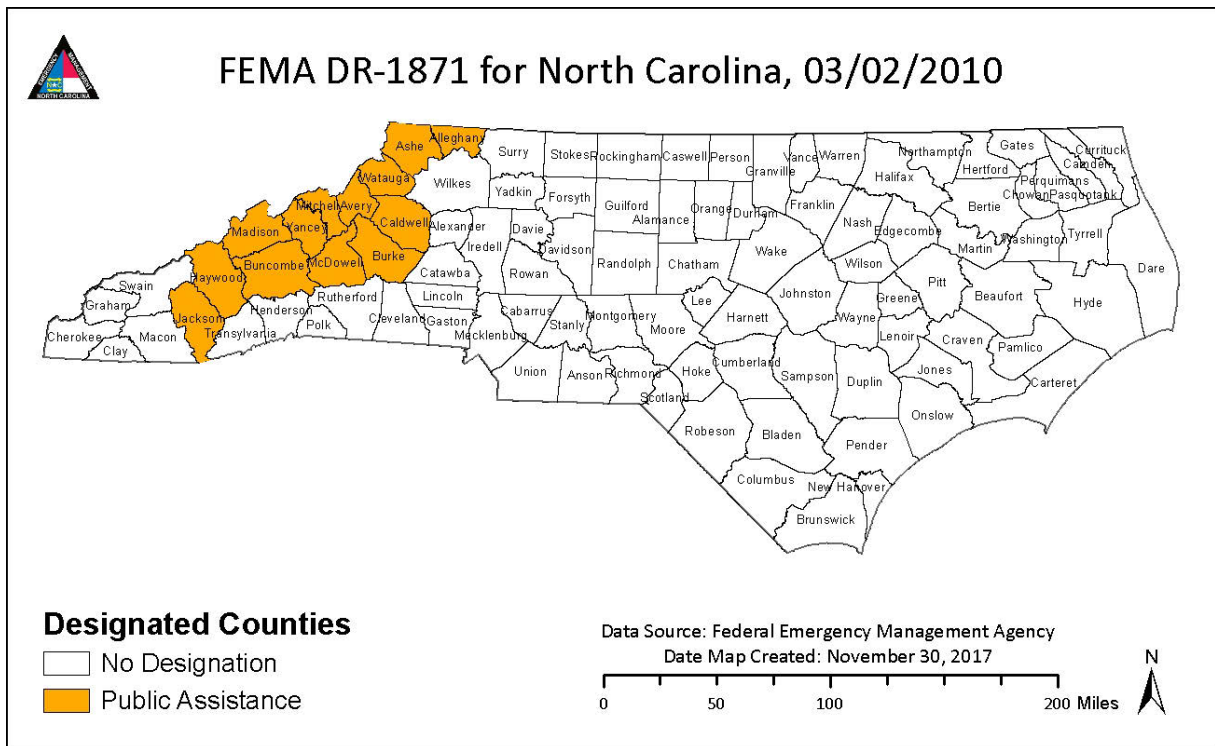 FEMA DR-1871 for North Carolina, 03/02/2010
EMERGENCY
MANAGEMENT
NORTH CAROLINA
Alleghany
Ashe
Surry
Stokes
Rockingham
Caswell
Person
Vance
Warren
Northampton
Gates
Currituck
Camden
Granville
Hertford
Halifax
Watauga
Wilkes
Yadkin
Forsyth
Guilford
Alamance
Orange
Durham
Franklin
Perquimans
Chowan
Pasquotank
Bertie
Mitchell
Avery
Caldwell
Alexander
Davie
Iredell
Davidson
Nash
Edgecombe
Martin
Washington
Tyrrell
Dare
Madison
Yancey
Buncombe
McDowell
Burke
Catawba
Rowan
Randolph
Chatham
Wake
Wilson
Pitt
Beaufort
Hyde
Haywood
Swain
Graham
Rutherford
Lincoln
Cabarrus
Lee
Johnston
Greene
Wayne
Jackson
Henderson
Transylvania
Polk
Cleveland
Gaston
Mecklenburg
Stanly
Montgomery
Moore
Harnett
Lenoir
Craven
Pamlico
Cherokee
Macon
Clay
Union
Anson
Richmond
Scotland
Hoke
Cumberland
Sampson
Duplin
Jones
Carteret
Onslow
Robeson
Bladen
Pender
Columbus
New Hanover
Brunswick
Designated Counties
No Designation
Public Assistance
Data Source: Federal Emergency Management Agency
Date Map Created: November 30, 2017
0 50 100 200 Miles
N